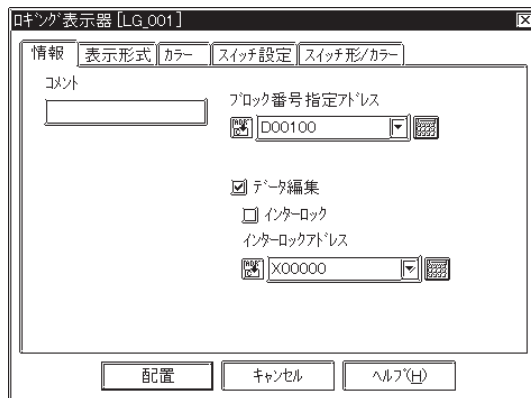 ロギング表示器 [LG_001]
情報 表示形式 カラー スイッチ設定 スイッチ形/カラー
コメント
ブロック番号指定アドレス
D00100
データ編集
インターロック
インターロックアドレス
X00000
配置 キャンセル ヘルプ(H)